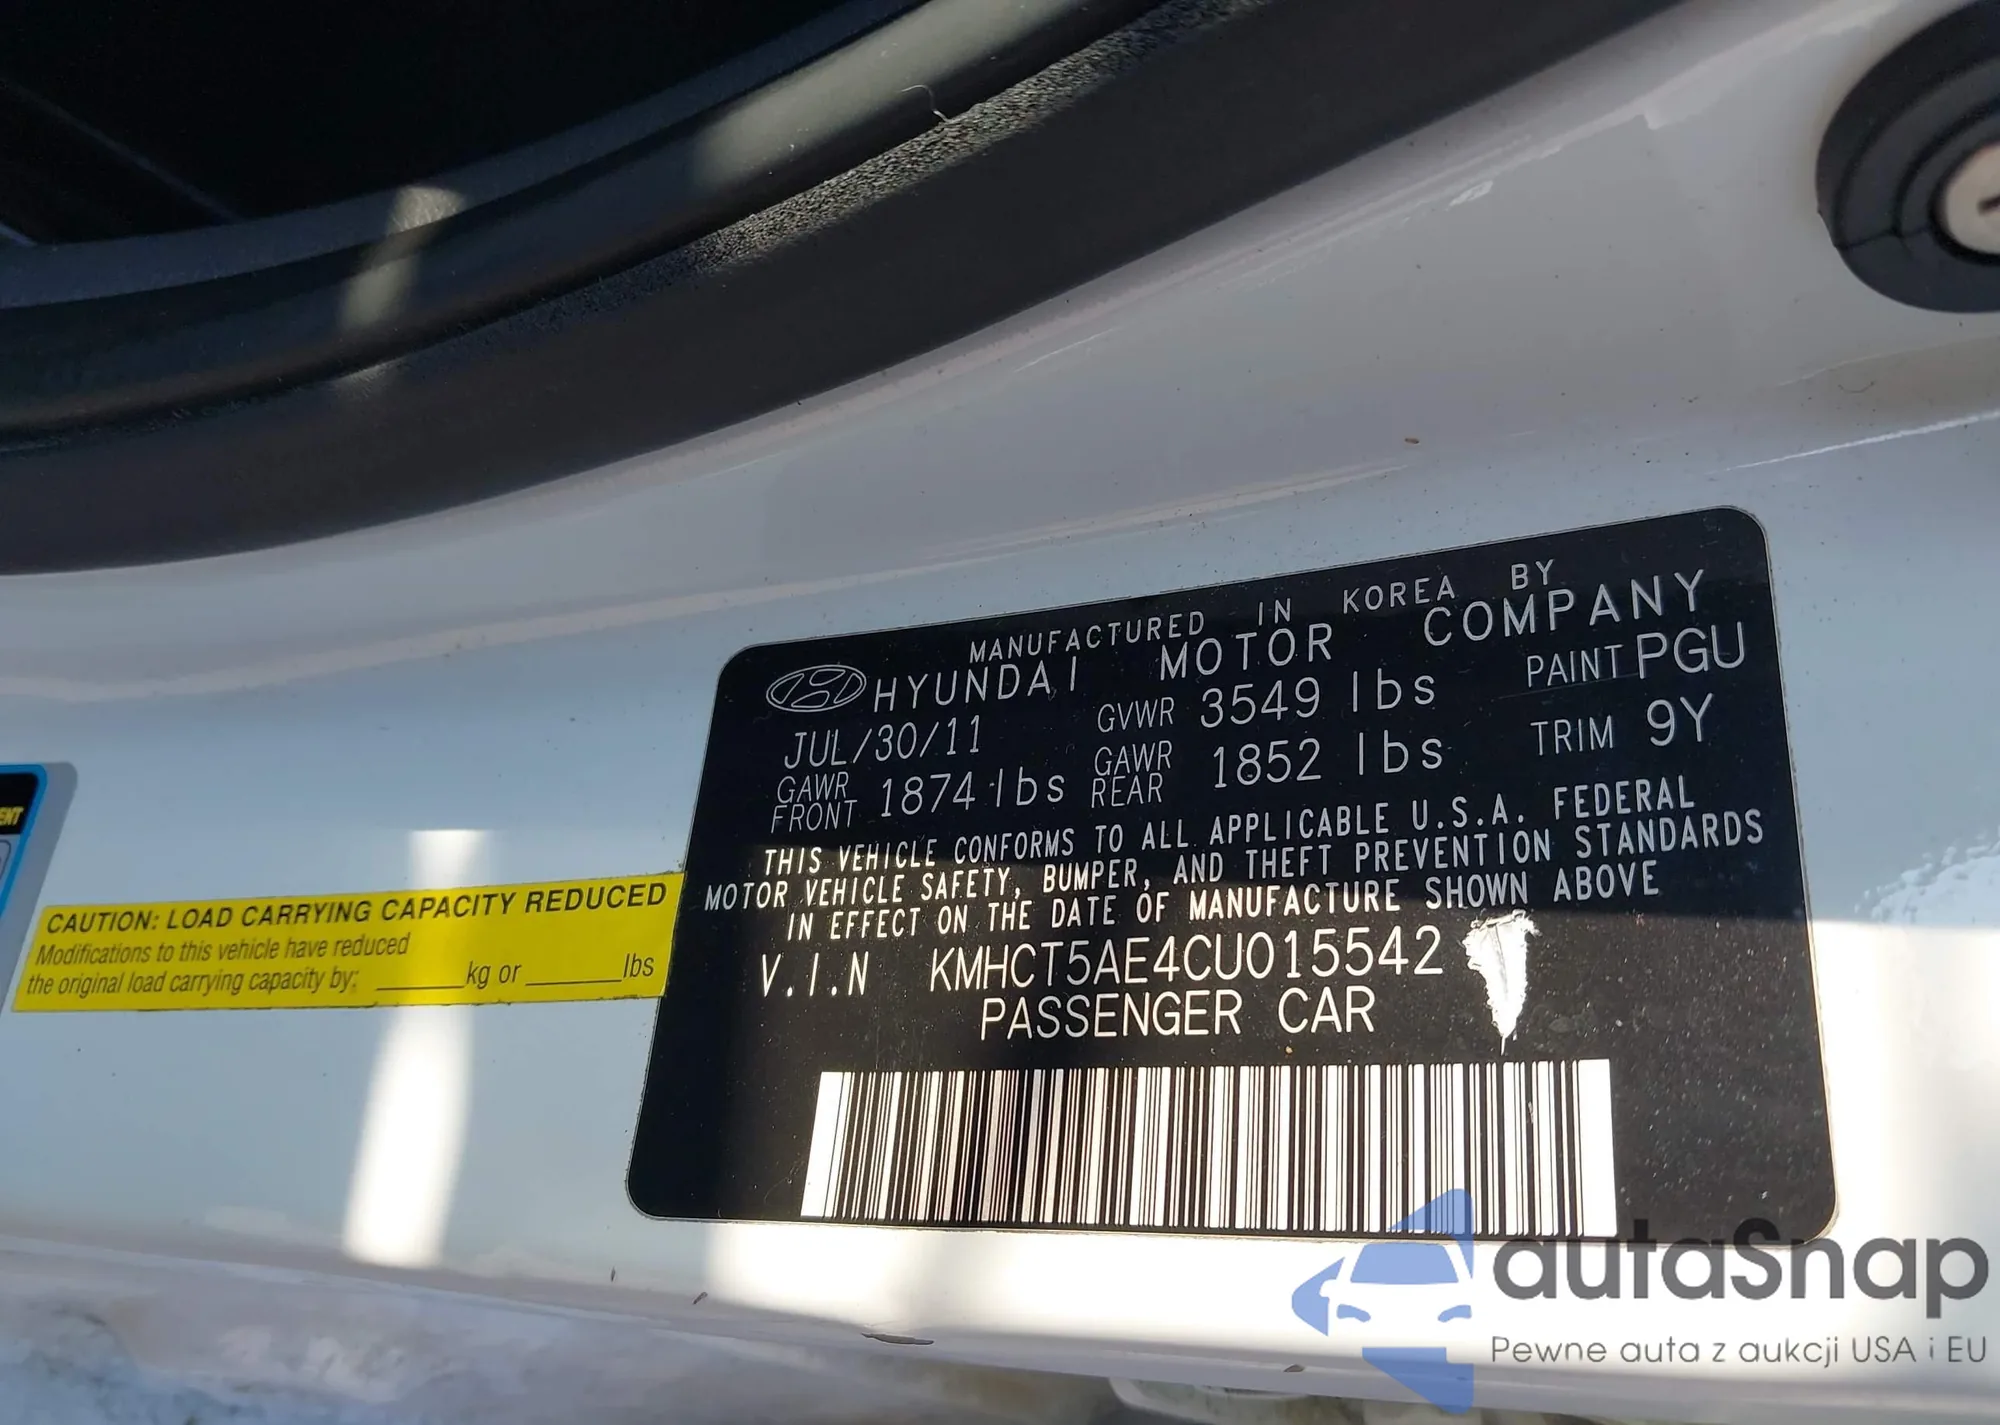 MANUFACTURED IN KOREA BY
HYUNDAI MOTOR COMPANY
JUL/30/11 GVWR 3549 lbs PAINT PGU
GAWR FRONT 1874 lbs GAWR REAR 1852 lbs TRIM 9Y
THIS VEHICLE CONFORMS TO ALL APPLICABLE U.S.A. FEDERAL
MOTOR VEHICLE SAFETY, BUMPER, AND THEFT PREVENTION STANDARDS
IN EFFECT ON THE DATE OF MANUFACTURE SHOWN ABOVE
V.I.N KMHCT5AE4CU015542
PASSENGER CAR
CAUTION: LOAD CARRYING CAPACITY REDUCED
Modifications to this vehicle have reduced
the original load carrying capacity by: ______kg or ______lbs
autaSnap
Pewne auta z aukcji USA i EU